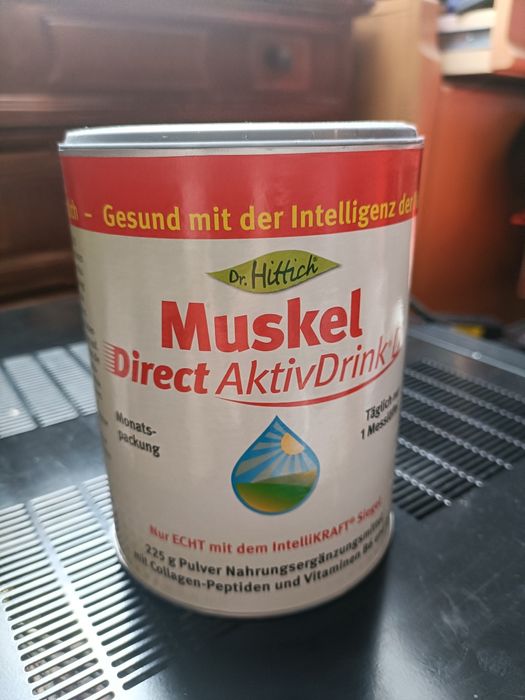 - Gesund mit der Intelligenz der
Dr. Hittich®
Muskel
Direct AktivDrink®
Monats-
packung
Täglich
1
Nur ECHT mit dem IntelliKRAFT® Siegel
225 g Pulver Nahrungsergänzungsmittel
mit Collagen-Peptiden und Vitaminen B6